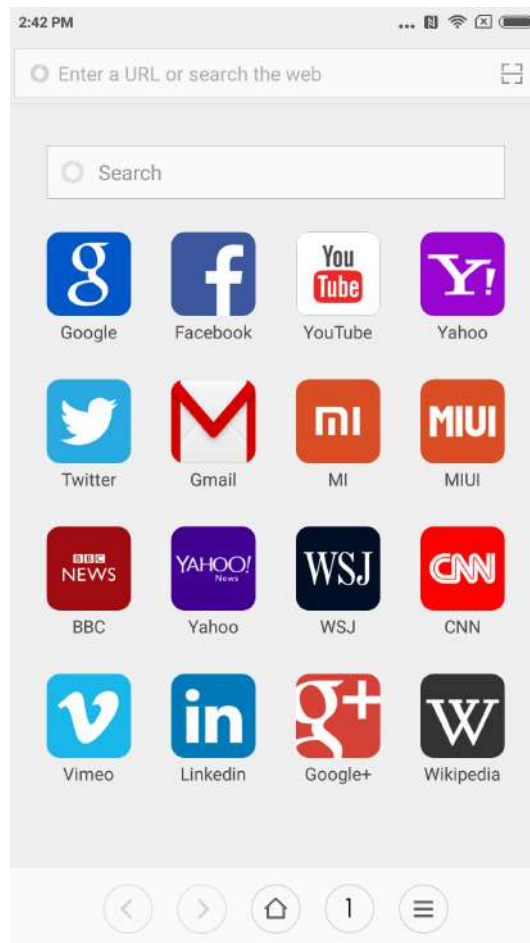 2:42 PM
Enter a URL or search the web
Search
g
f
You
Tube
Y!
Google
Facebook
YouTube
Yahoo
M
mi
MIUI
Twitter
Gmail
MI
MIUI
BBC
NEWS
YAHOO!
News
WSJ
CNN
BBC
Yahoo
WSJ
CNN
v
in
g+
W
Vimeo
Linkedin
Google+
Wikipedia
1